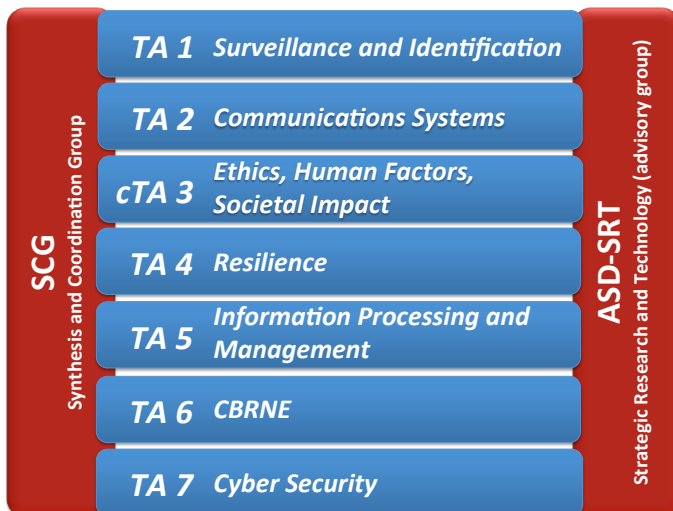 SCG
Synthesis and Coordination Group
TA 1 Surveillance and Identification
TA 2 Communications Systems
cTA 3 Ethics, Human Factors,
Societal Impact
TA 4 Resilience
TA 5 Information Processing and
Management
TA 6 CBRNE
TA 7 Cyber Security
ASD-SRT
Strategic Research and Technology (advisory group)